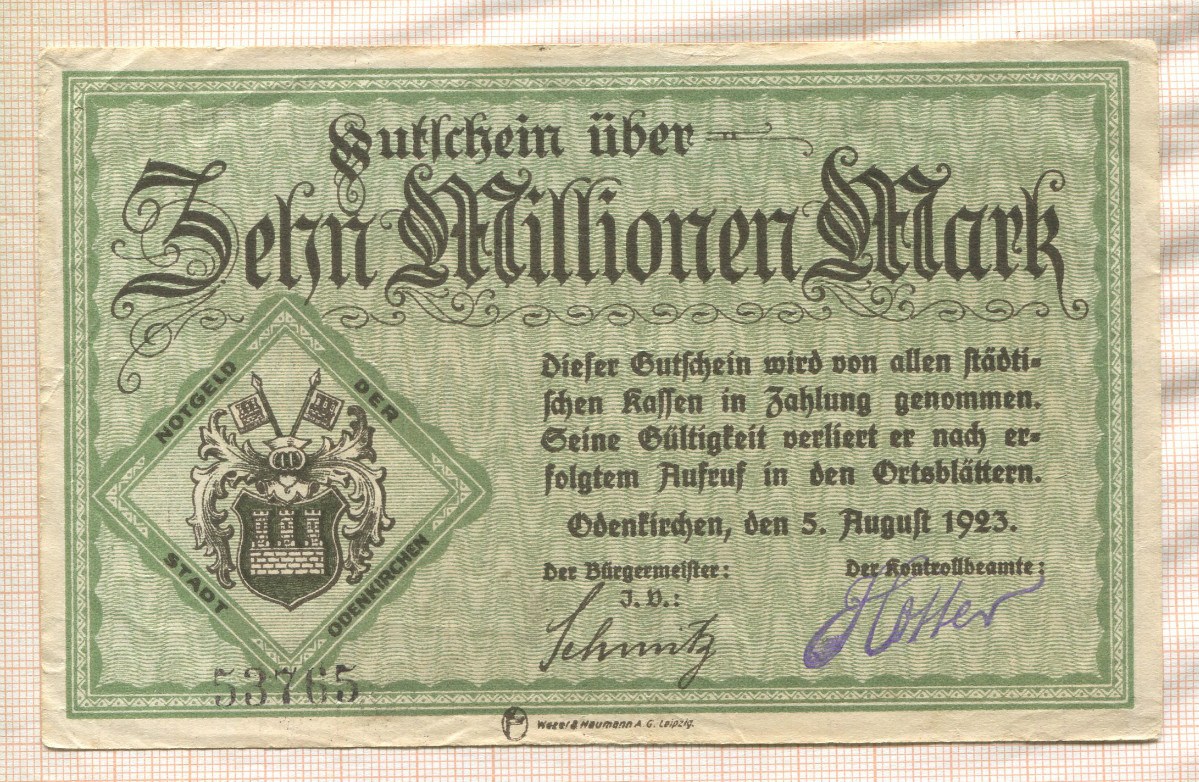 Gutschein über
Zehn Millionen Mark
NOTGELD DER
STADT ODENKIRCHEN
Dieser Gutschein wird von allen städti-
schen Kassen in Zahlung genommen.
Seine Gültigkeit verliert er nach er-
folgtem Aufruf in den Ortsblättern.
Odenkirchen, den 5. August 1923.
Der Bürgermeister:
J. V.:
Schmitz
Der Kontrollbeamte:
53765
Wezel & Naumann A. G. Leipzig.